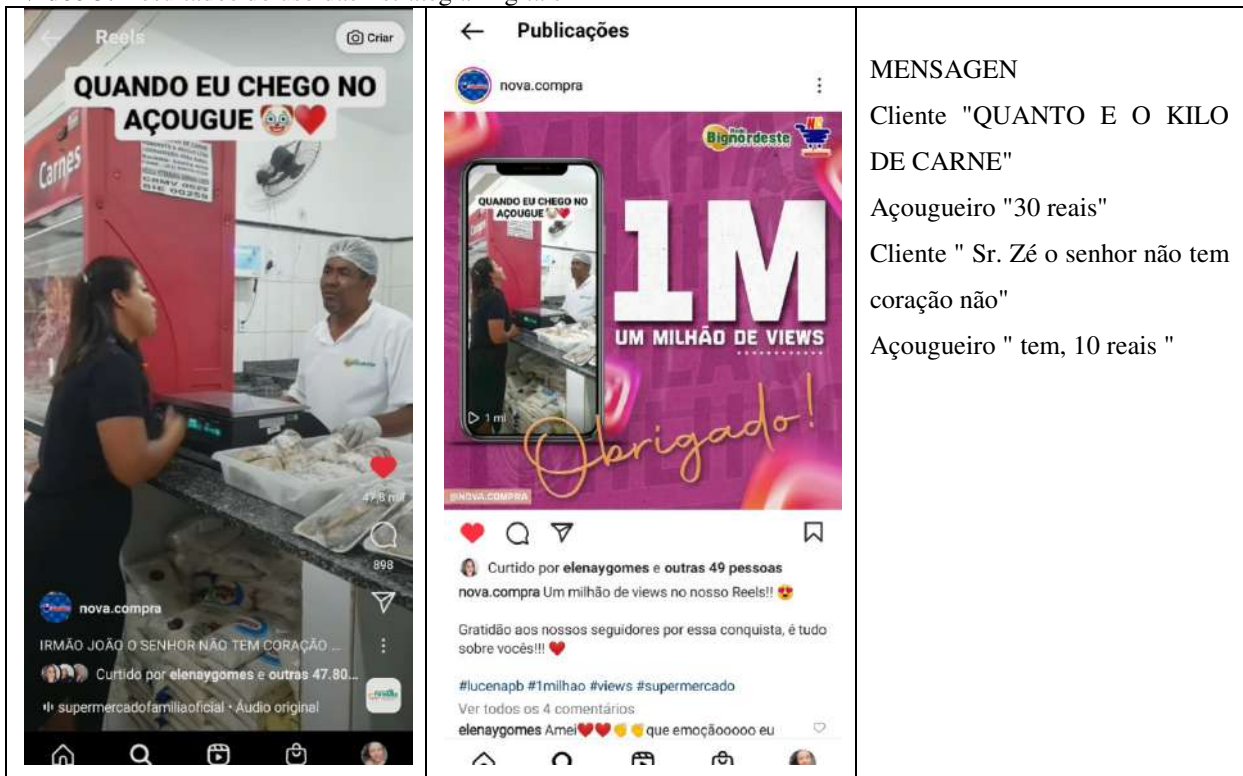 Reels
Criar
QUANDO EU CHEGO NO
AÇOUGUE 🤡❤️
Carnes
47,8 mil
898
nova.compra
IRMÃO JOÃO O SENHOR NÃO TEM CORAÇÃO ...
Curtido por elenaygomes e outras 47.80...
supermercadofamiliaoficial • Áudio original
Publicações
nova.compra
Rede
Bignordeste
QUANDO EU CHEGO NO
AÇOUGUE 🤡❤️
1M
UM MILHÃO DE VIEWS
1 mi
Obrigado!
@NOVA.COMPRA
Curtido por elenaygomes e outras 49 pessoas
nova.compra Um milhão de views no nosso Reels!! 😍
Gratidão aos nossos seguidores por essa conquista, é tudo
sobre vocês!!! ❤️
#lucenapb #1milhao #views #supermercado
Ver todos os 4 comentários
elenaygomes Amei❤️❤️👏👏que emoçãooooo eu
MENSAGEN
Cliente "QUANTO E O KILO
DE CARNE"
Açougueiro "30 reais"
Cliente " Sr. Zé o senhor não tem
coração não"
Açougueiro " tem, 10 reais "